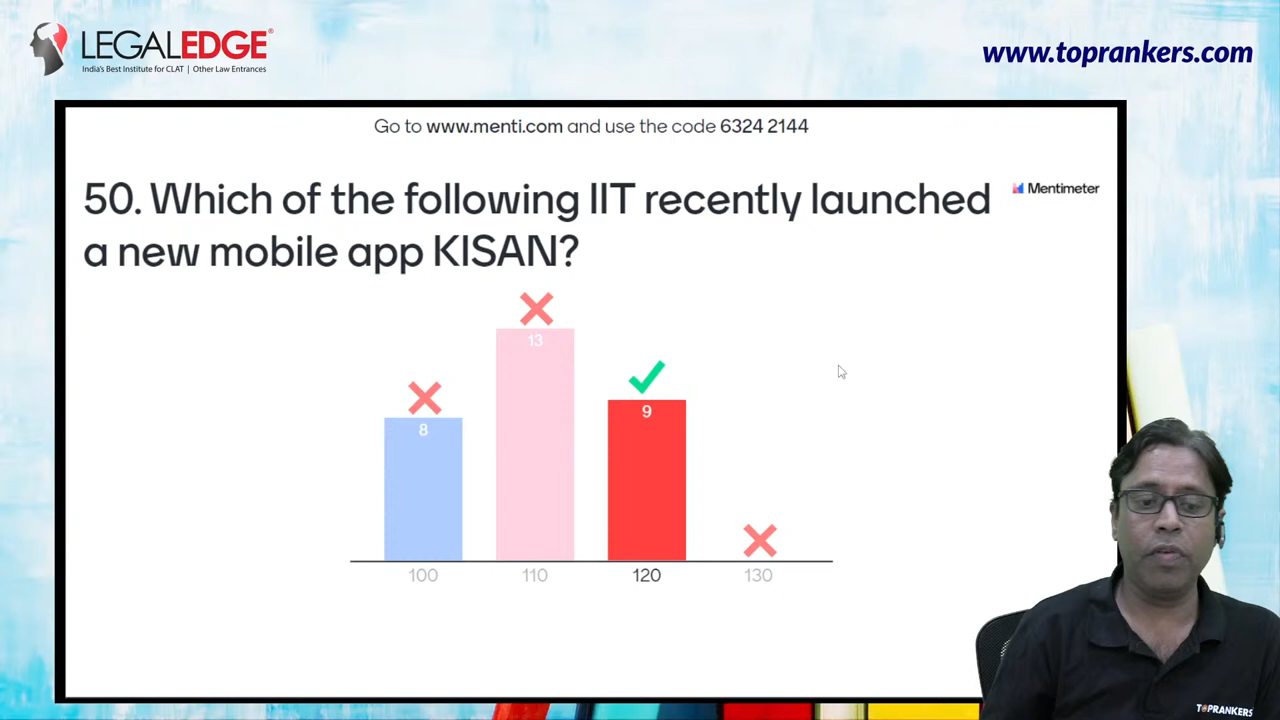 LEGALEDGE®
India's Best Institute for CLAT | Other Law Entrances
www.toprankers.com
Go to www.menti.com and use the code 6324 2144
50. Which of the following IIT recently launched
a new mobile app KISAN?
Mentimeter
8
13
9
100
110
120
130
TOPRANKERS